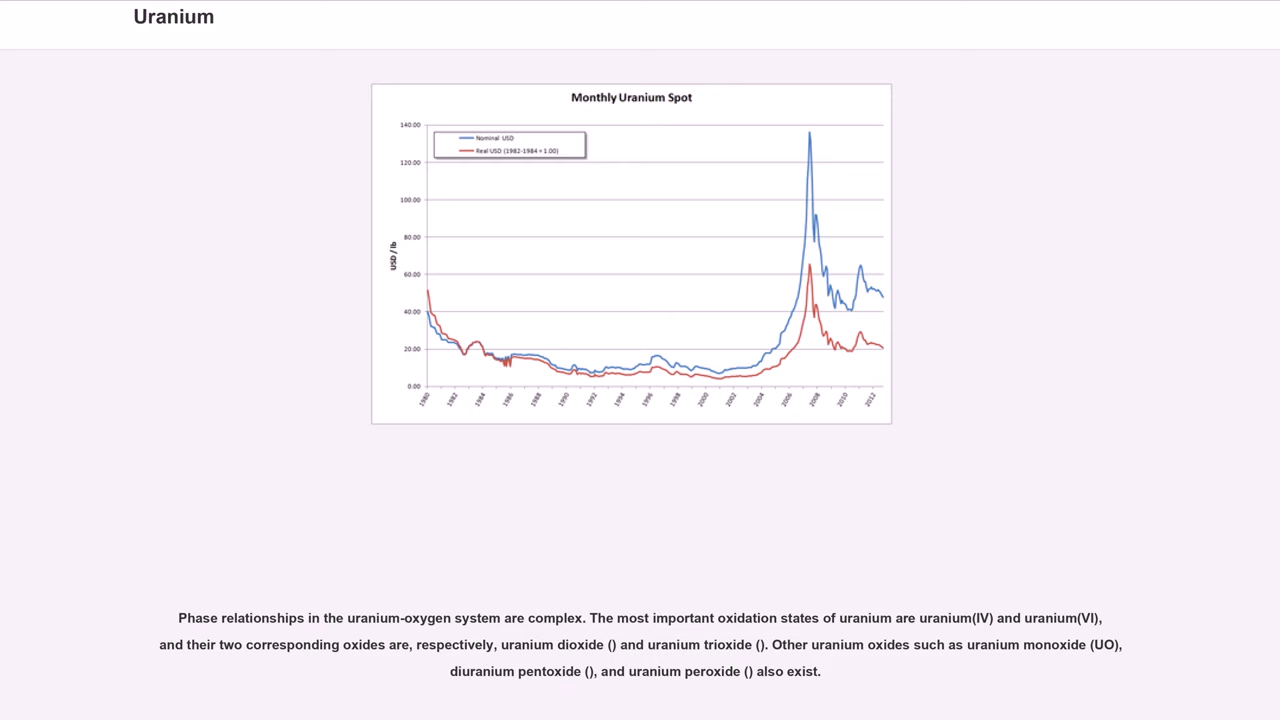 Uranium
Monthly Uranium Spot
140.00
Nominal USD
Real USD (1982-1984 = 1.00)
120.00
100.00
80.00
USD / lb
60.00
40.00
20.00
0.00
1980 1982 1984 1986 1988 1990 1992 1994 1996 1998 2000 2002 2004 2006 2008 2010 2012
Phase relationships in the uranium-oxygen system are complex. The most important oxidation states of uranium are uranium(IV) and uranium(VI),
and their two corresponding oxides are, respectively, uranium dioxide () and uranium trioxide (). Other uranium oxides such as uranium monoxide (UO),
diuranium pentoxide (), and uranium peroxide () also exist.